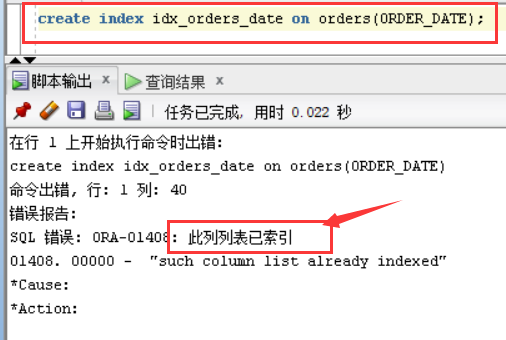 create index idx_orders_date on orders(ORDER_DATE);
脚本输出 × 查询结果 ×
任务已完成, 用时 0.022 秒
在行 1 上开始执行命令时出错:
create index idx_orders_date on orders(ORDER_DATE)
命令出错, 行: 1 列: 40
错误报告:
SQL 错误: ORA-01408: 此列列表已索引
01408. 00000 - "such column list already indexed"
*Cause:
*Action: